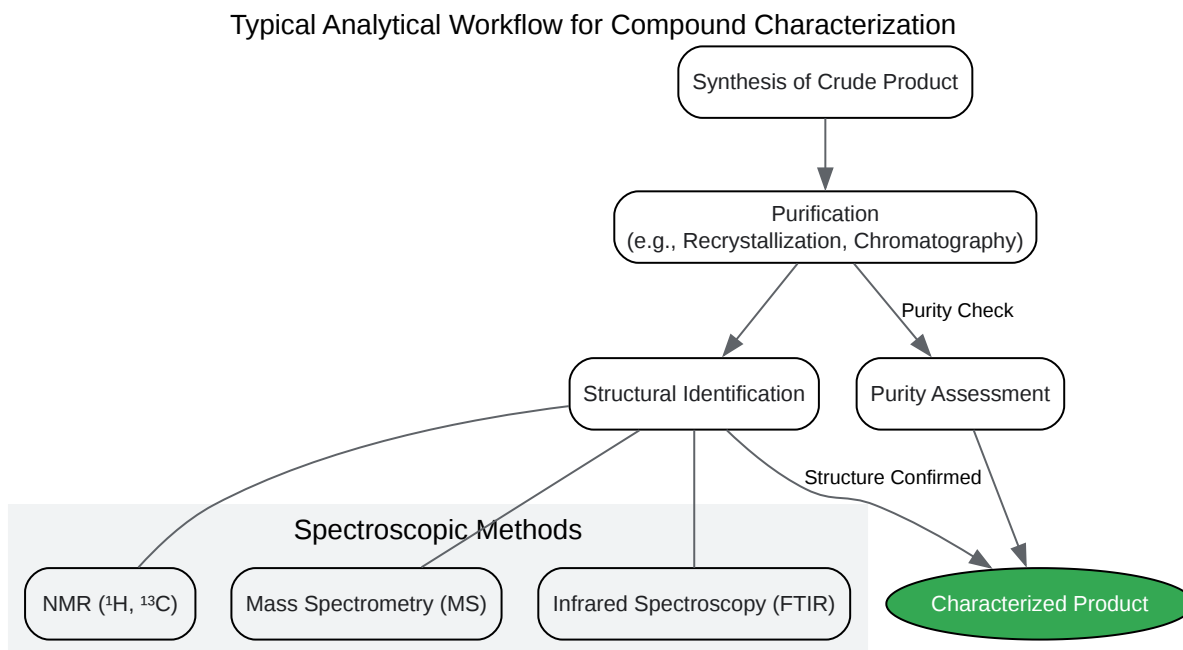 Typical Analytical Workflow for Compound Characterization
Synthesis of Crude Product
Purification
(e.g., Recrystallization, Chromatography)
Purity Check
Structural Identification
Purity Assessment
Structure Confirmed
Spectroscopic Methods
NMR (¹H, ¹³C)
Mass Spectrometry (MS)
Infrared Spectroscopy (FTIR)
Characterized Product